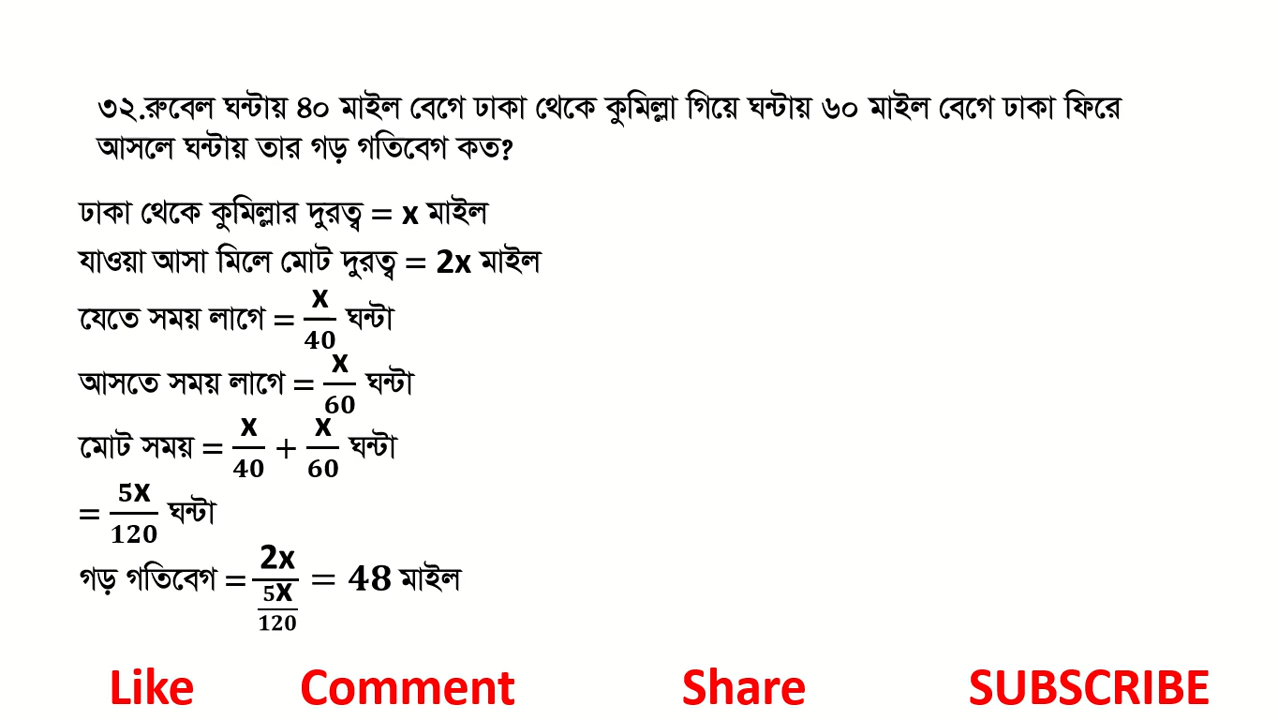 ৩২.রুবেল ঘন্টায় ৪০ মাইল বেগে ঢাকা থেকে কুমিল্লা গিয়ে ঘন্টায় ৬০ মাইল বেগে ঢাকা ফিরে
আসলে ঘন্টায় তার গড় গতিবেগ কত?
ঢাকা থেকে কুমিল্লার দুরত্ব = x মাইল
যাওয়া আসা মিলে মোট দুরত্ব = 2x মাইল
যেতে সময় লাগে = x/40 ঘন্টা
আসতে সময় লাগে = x/60 ঘন্টা
মোট সময় = x/40 + x/60 ঘন্টা
= 5x/120 ঘন্টা
গড় গতিবেগ = 2x/(5x/120) = 48 মাইল
Like Comment Share SUBSCRIBE